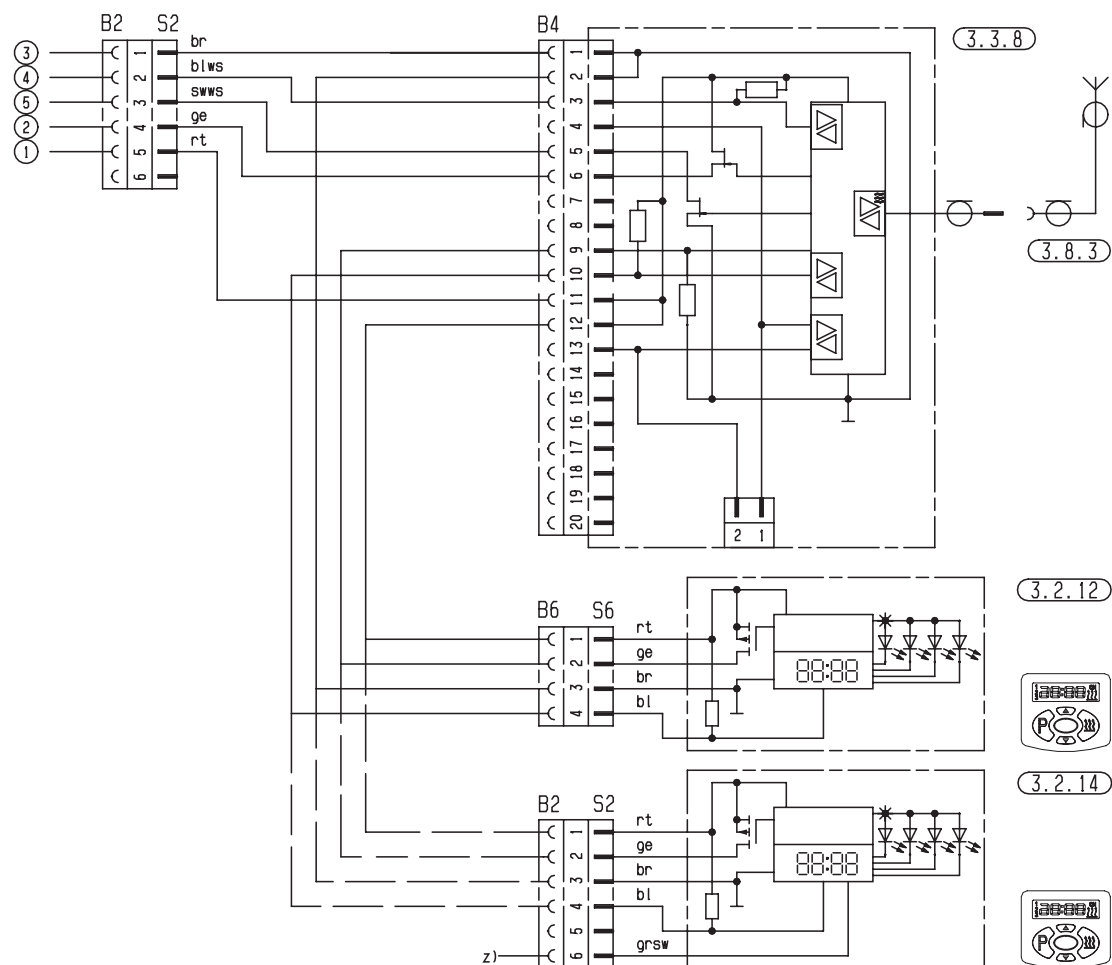 B2 S2
3 1 br
4 2 blws
5 3 swws
2 4 ge
1 5 rt
6
B4
1
2
3
4
5
6
7
8
9
10
11
12
13
14
15
16
17
18
19
20
2 1
3.3.8
3.8.3
B6 S6
1 rt
2 ge
3 br
4 bl
88:88
3.2.12
88:88
P
B2 S2
1 rt
2 ge
3 br
4 bl
5
z) 6 grsw
88:88
3.2.14
88:88
P